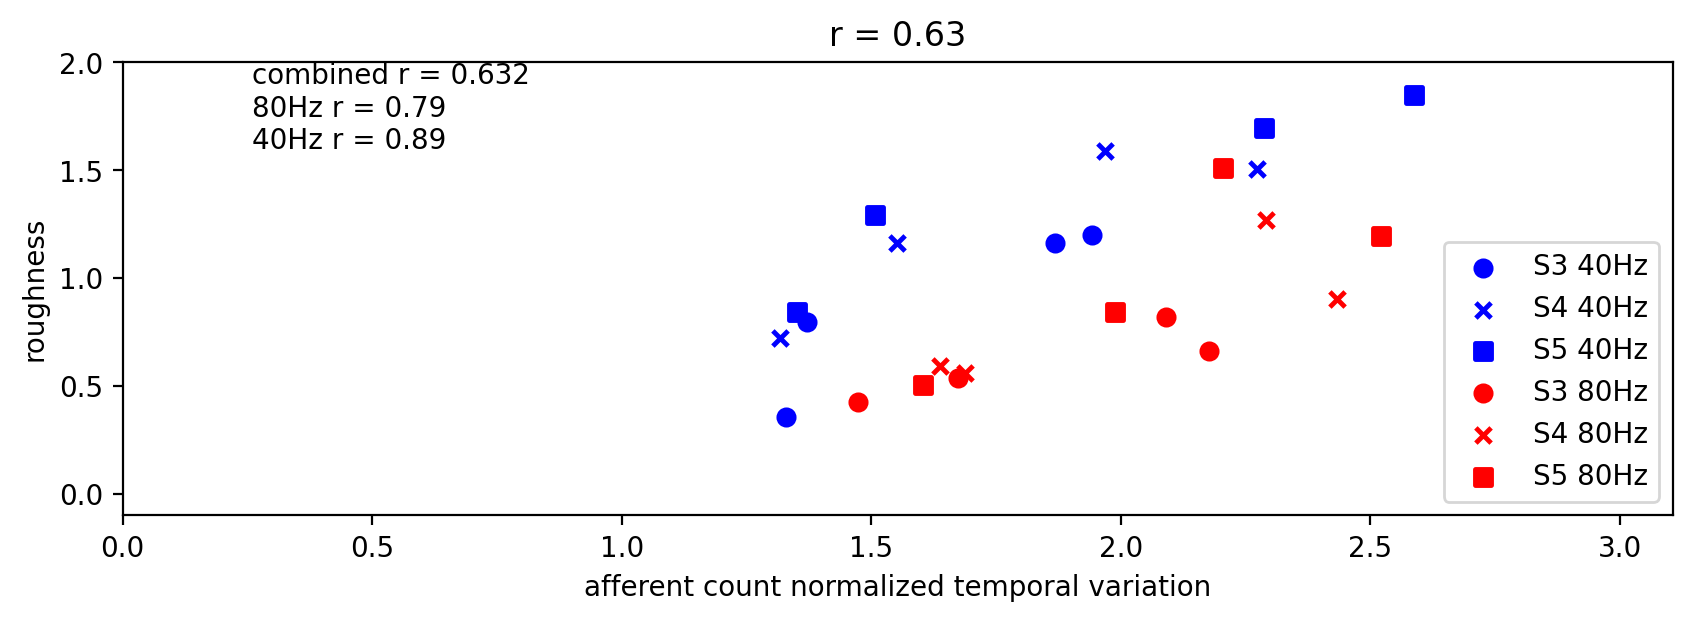 r = 0.63
combined r = 0.632
80Hz r = 0.79
40Hz r = 0.89
2.0
1.5
1.0
0.5
0.0
roughness
S3 40Hz
S4 40Hz
S5 40Hz
S3 80Hz
S4 80Hz
S5 80Hz
0.0 0.5 1.0 1.5 2.0 2.5 3.0
afferent count normalized temporal variation